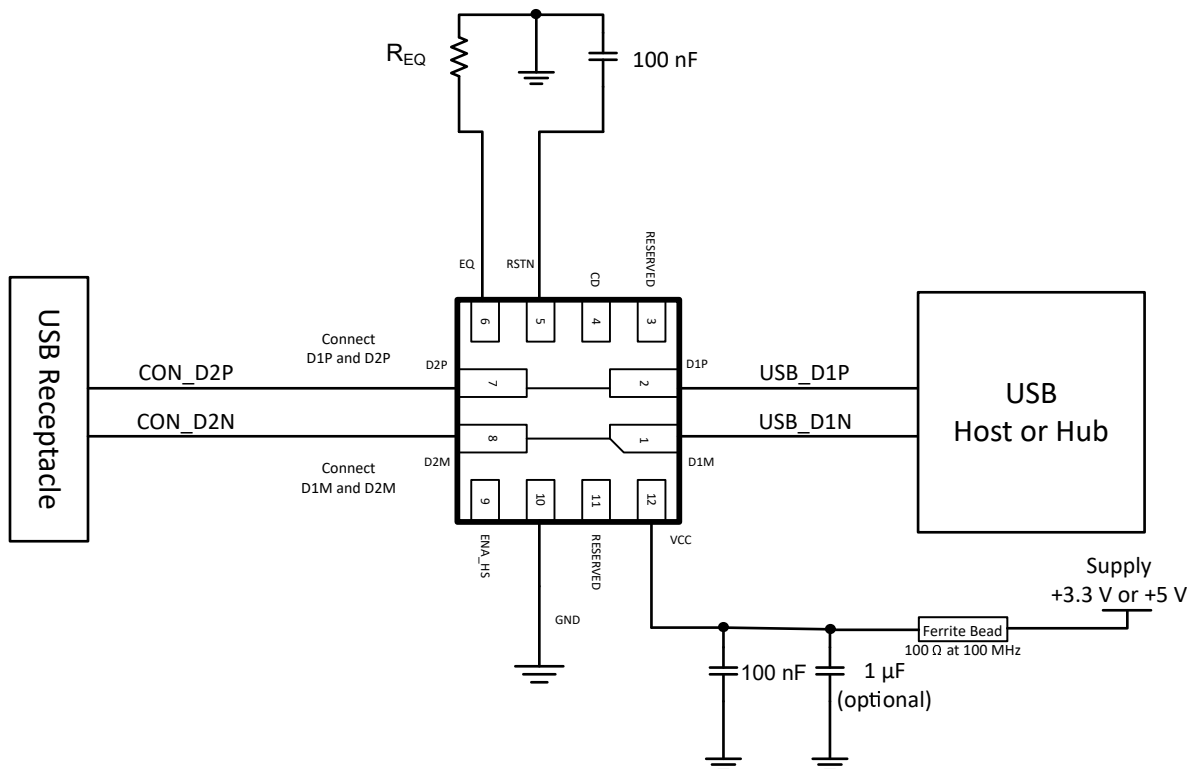 R_EQ
100 nF
EQ
RSTN
CD
RESERVED
6
5
4
3
USB Receptacle
Connect
D1P and D2P
D2P
D1P
CON_D2P
7
2
USB_D1P
CON_D2N
8
1
USB_D1N
USB
Host or Hub
D2M
D1M
Connect
D1M and D2M
9
10
11
12
ENA_HS
RESERVED
VCC
GND
Supply
+3.3 V or +5 V
Ferrite Bead
100 Ω at 100 MHz
100 nF
1 µF
(optional)